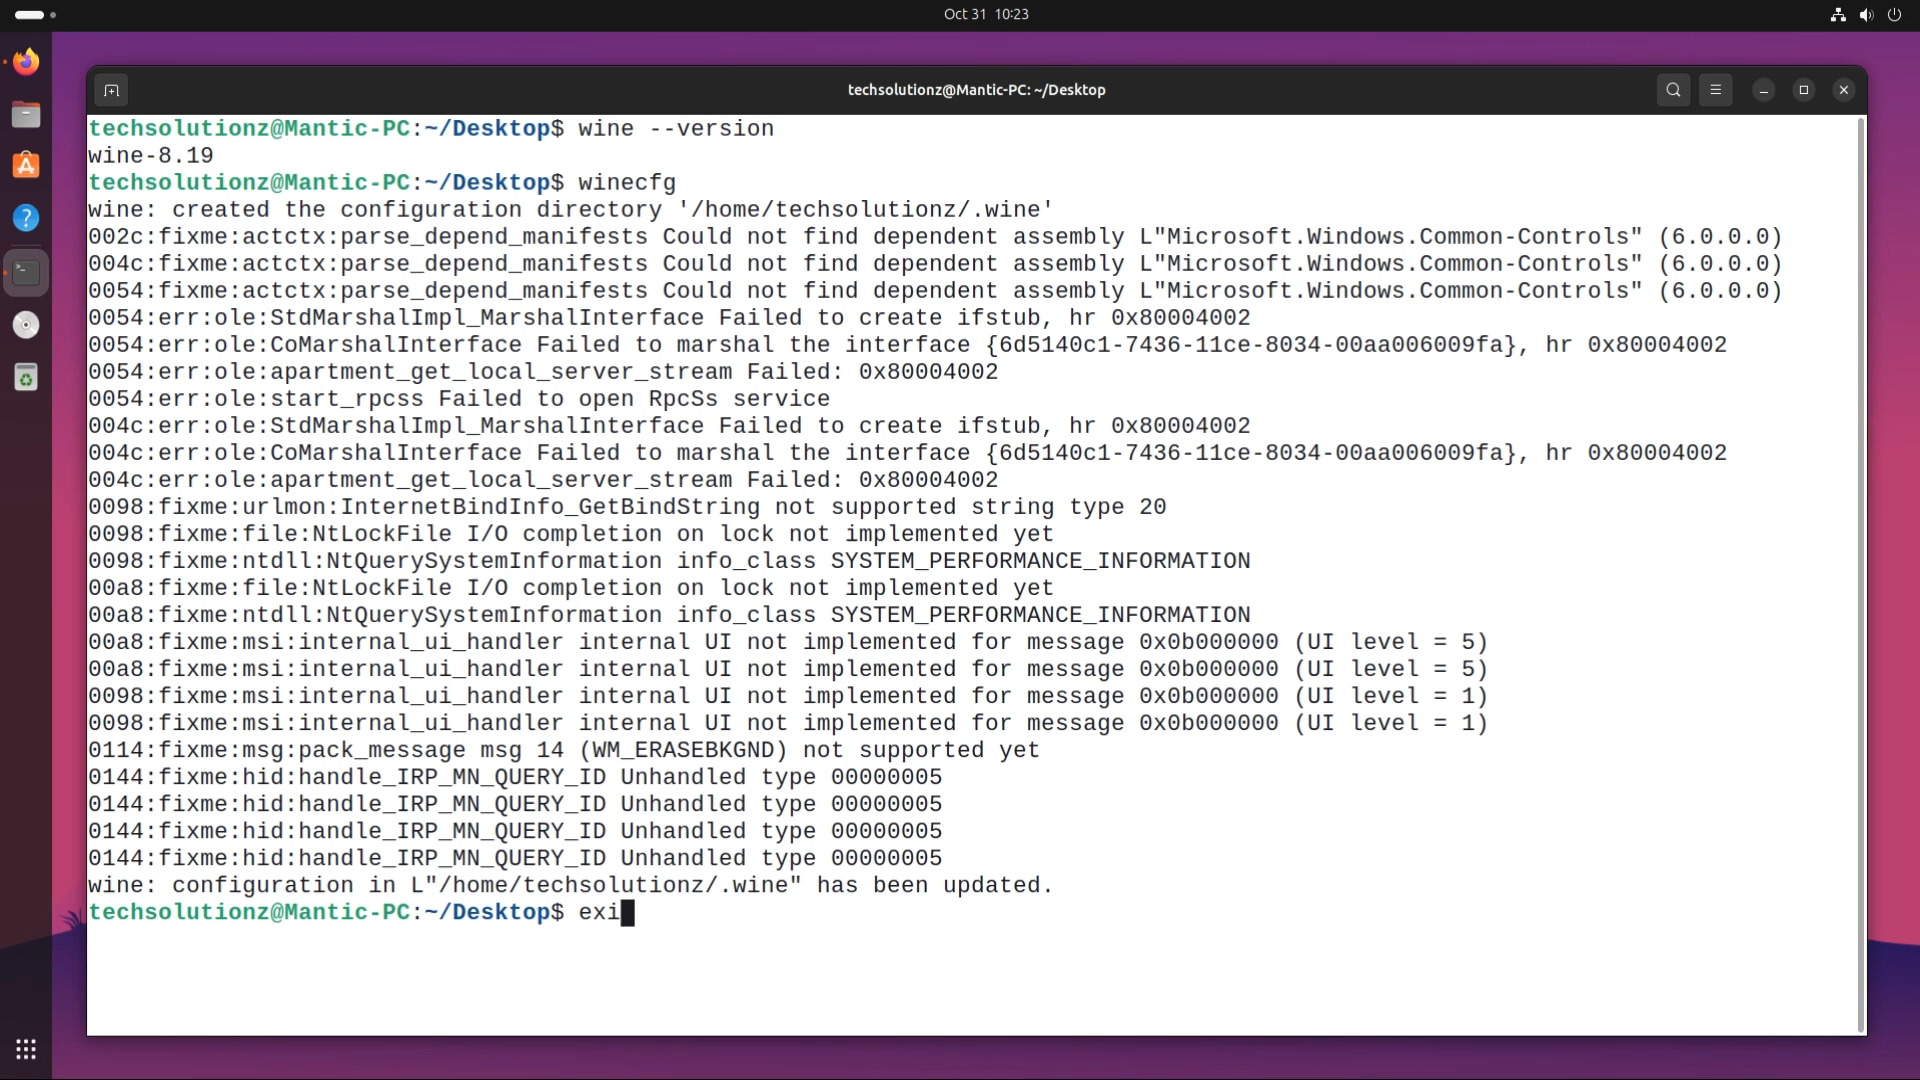 Oct 31 10:23
techsolutionz@Mantic-PC: ~/Desktop
techsolutionz@Mantic-PC:~/Desktop$ wine --version
wine-8.19
techsolutionz@Mantic-PC:~/Desktop$ winecfg
wine: created the configuration directory '/home/techsolutionz/.wine'
002c:fixme:actctx:parse_depend_manifests Could not find dependent assembly L"Microsoft.Windows.Common-Controls" (6.0.0.0)
004c:fixme:actctx:parse_depend_manifests Could not find dependent assembly L"Microsoft.Windows.Common-Controls" (6.0.0.0)
0054:fixme:actctx:parse_depend_manifests Could not find dependent assembly L"Microsoft.Windows.Common-Controls" (6.0.0.0)
0054:err:ole:StdMarshalImpl_MarshalInterface Failed to create ifstub, hr 0x80004002
0054:err:ole:CoMarshalInterface Failed to marshal the interface {6d5140c1-7436-11ce-8034-00aa006009fa}, hr 0x80004002
0054:err:ole:apartment_get_local_server_stream Failed: 0x80004002
0054:err:ole:start_rpcss Failed to open RpcSs service
004c:err:ole:StdMarshalImpl_MarshalInterface Failed to create ifstub, hr 0x80004002
004c:err:ole:CoMarshalInterface Failed to marshal the interface {6d5140c1-7436-11ce-8034-00aa006009fa}, hr 0x80004002
004c:err:ole:apartment_get_local_server_stream Failed: 0x80004002
0098:fixme:urlmon:InternetBindInfo_GetBindString not supported string type 20
0098:fixme:file:NtLockFile I/O completion on lock not implemented yet
0098:fixme:ntdll:NtQuerySystemInformation info_class SYSTEM_PERFORMANCE_INFORMATION
00a8:fixme:file:NtLockFile I/O completion on lock not implemented yet
00a8:fixme:ntdll:NtQuerySystemInformation info_class SYSTEM_PERFORMANCE_INFORMATION
00a8:fixme:msi:internal_ui_handler internal UI not implemented for message 0x0b000000 (UI level = 5)
00a8:fixme:msi:internal_ui_handler internal UI not implemented for message 0x0b000000 (UI level = 5)
0098:fixme:msi:internal_ui_handler internal UI not implemented for message 0x0b000000 (UI level = 1)
0098:fixme:msi:internal_ui_handler internal UI not implemented for message 0x0b000000 (UI level = 1)
0114:fixme:msg:pack_message msg 14 (WM_ERASEBKGND) not supported yet
0144:fixme:hid:handle_IRP_MN_QUERY_ID Unhandled type 00000005
0144:fixme:hid:handle_IRP_MN_QUERY_ID Unhandled type 00000005
0144:fixme:hid:handle_IRP_MN_QUERY_ID Unhandled type 00000005
0144:fixme:hid:handle_IRP_MN_QUERY_ID Unhandled type 00000005
wine: configuration in L"/home/techsolutionz/.wine" has been updated.
techsolutionz@Mantic-PC:~/Desktop$ exi